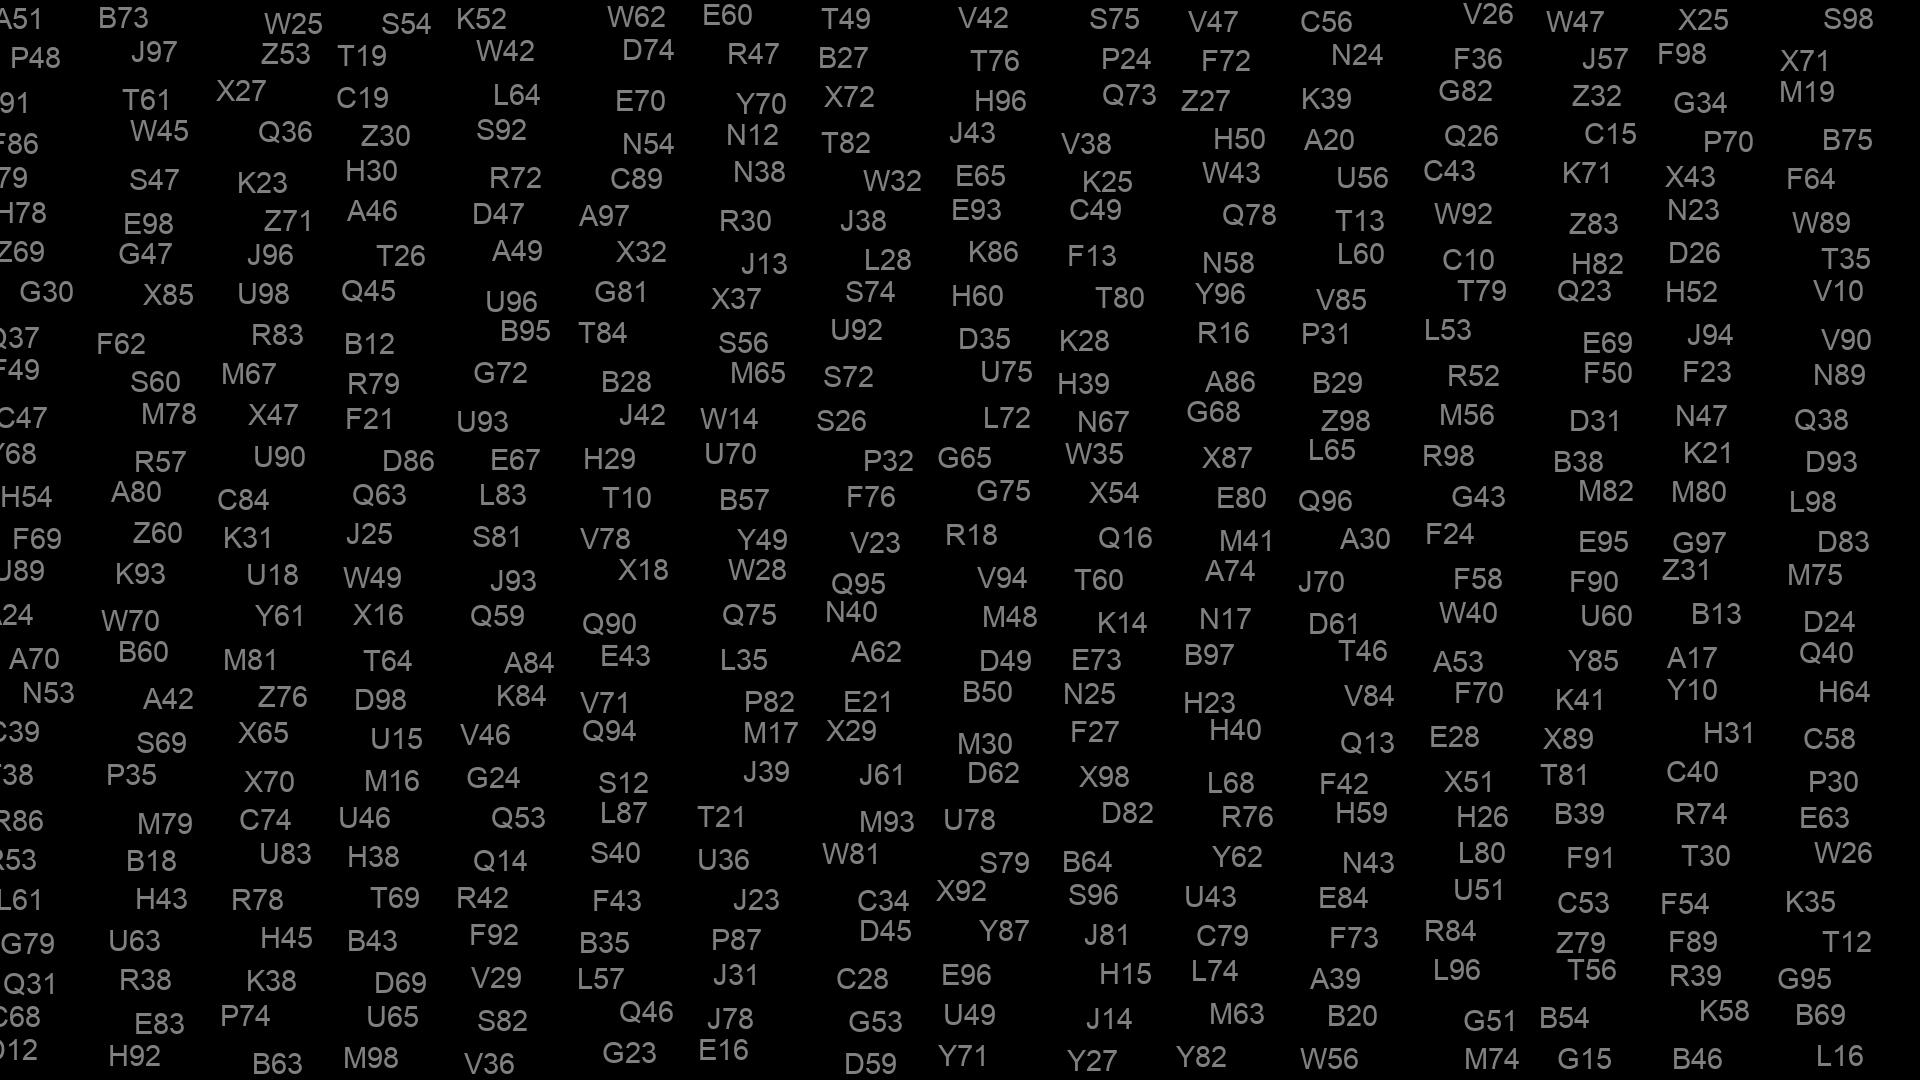 A51 B73 W25 S54 K52 W62 E60 T49 V42 S75 V47 C56 V26 W47 X25 S98
P48 J97 Z53 T19 W42 D74 R47 B27 T76 P24 F72 N24 F36 J57 F98 X71
91 T61 X27 C19 L64 E70 Y70 X72 H96 Q73 Z27 K39 G82 Z32 G34 M19
F86 W45 Q36 Z30 S92 N54 N12 T82 J43 V38 H50 A20 Q26 C15 P70 B75
79 S47 K23 H30 R72 C89 N38 W32 E65 K25 W43 U56 C43 K71 X43 F64
H78 E98 Z71 A46 D47 A97 R30 J38 E93 C49 Q78 T13 W92 Z83 N23 W89
Z69 G47 J96 T26 A49 X32 J13 L28 K86 F13 N58 L60 C10 H82 D26 T35
G30 X85 U98 Q45 U96 G81 X37 S74 H60 T80 Y96 V85 T79 Q23 H52 V10
Q37 F62 R83 B12 B95 T84 S56 U92 D35 K28 R16 P31 L53 E69 J94 V90
F49 S60 M67 R79 G72 B28 M65 S72 U75 H39 A86 B29 R52 F50 F23 N89
C47 M78 X47 F21 U93 J42 W14 S26 L72 N67 G68 Z98 M56 D31 N47 Q38
Y68 R57 U90 D86 E67 H29 U70 P32 G65 W35 X87 L65 R98 B38 K21 D93
H54 A80 C84 Q63 L83 T10 B57 F76 G75 X54 E80 Q96 G43 M82 M80 L98
F69 Z60 K31 J25 S81 V78 Y49 V23 R18 Q16 M41 A30 F24 E95 G97 D83
U89 K93 U18 W49 J93 X18 W28 Q95 V94 T60 A74 J70 F58 F90 Z31 M75
A24 W70 Y61 X16 Q59 Q90 Q75 N40 M48 K14 N17 D61 W40 U60 B13 D24
A70 B60 M81 T64 A84 E43 L35 A62 D49 E73 B97 T46 A53 Y85 A17 Q40
N53 A42 Z76 D98 K84 V71 P82 E21 B50 N25 H23 V84 F70 K41 Y10 H64
C39 S69 X65 U15 V46 Q94 M17 X29 M30 F27 H40 Q13 E28 X89 H31 C58
38 P35 X70 M16 G24 S12 J39 J61 D62 X98 L68 F42 X51 T81 C40 P30
R86 M79 C74 U46 Q53 L87 T21 M93 U78 D82 R76 H59 H26 B39 R74 E63
R53 B18 U83 H38 Q14 S40 U36 W81 S79 B64 Y62 N43 L80 F91 T30 W26
L61 H43 R78 T69 R42 F43 J23 C34 X92 S96 U43 E84 U51 C53 F54 K35
G79 U63 H45 B43 F92 B35 P87 D45 Y87 J81 C79 F73 R84 Z79 F89 T12
Q31 R38 K38 D69 V29 L57 J31 C28 E96 H15 L74 A39 L96 T56 R39 G95
C68 E83 P74 U65 S82 Q46 J78 G53 U49 J14 M63 B20 G51 B54 K58 B69
12 H92 B63 M98 V36 G23 E16 D59 Y71 Y27 Y82 W56 M74 G15 B46 L16